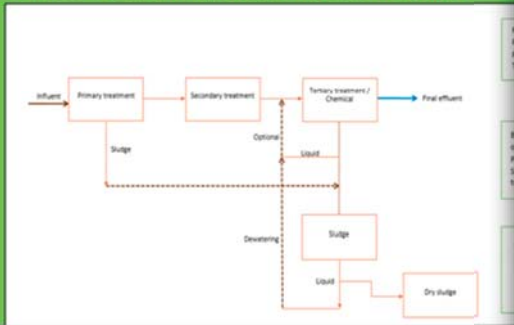 Influent
Primary treatment
Secondary treatment
Tertiary treatment /
Chemical
Final effluent
Optional
Sludge
Liquid
Sludge
Dewatering
Liquid
Dry sludge